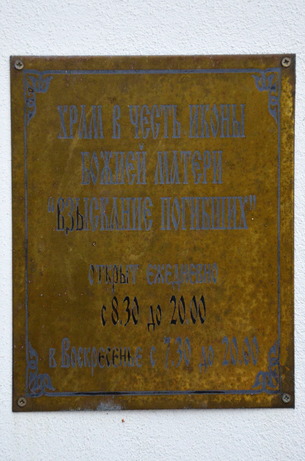 ХРАМ В ЧЕСТЬ ИКОНЫ
БОЖИЕЙ МАТЕРИ
"ВЗЫСКАНИЕ ПОГИБШИХ"
открыт ежедневно
с 8.30 до 20.00
в Воскресенье с 7.30 до 20.00